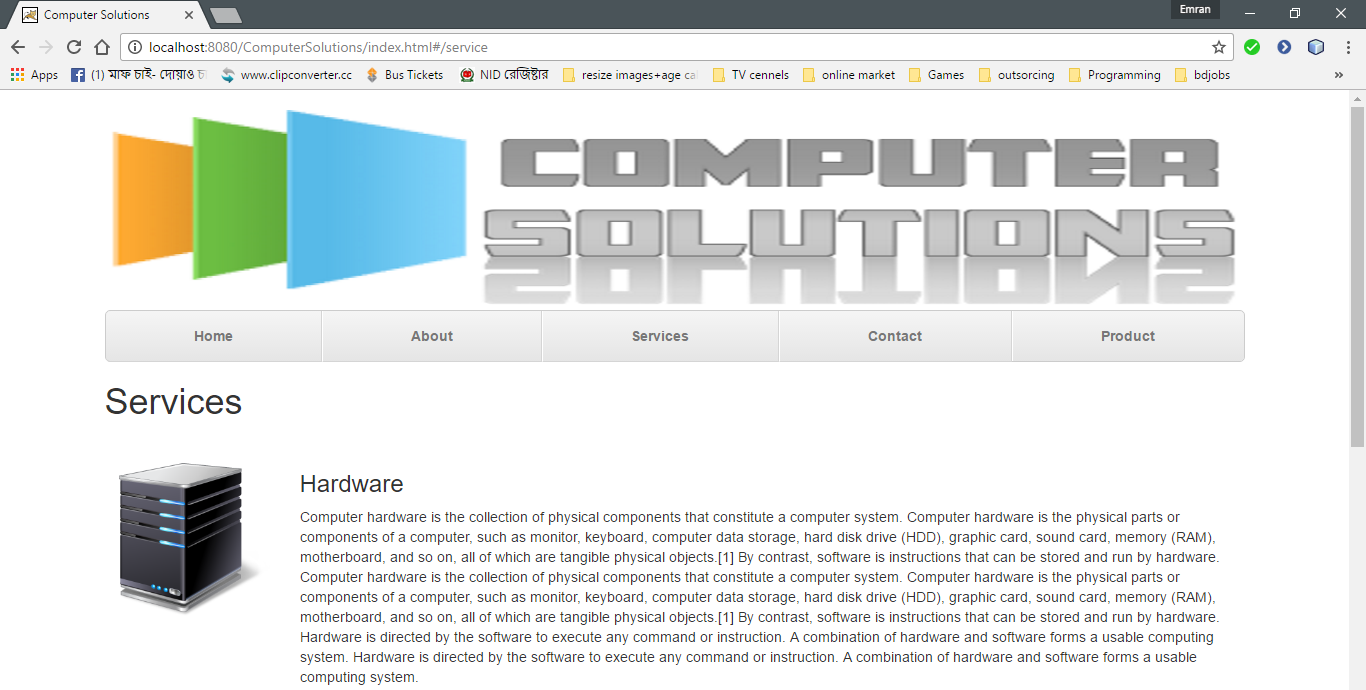 Computer Solutions
Emran
localhost:8080/ComputerSolutions/index.html#/service
Apps (1) মাফ চাই- দোয়াও চ www.clipconverter.cc Bus Tickets NID রেজিষ্টার resize images+age cal TV cennels online market Games outsorcing Programming bdjobs
COMPUTER
SOLUTIONS
Home About Services Contact Product
Services
Hardware
Computer hardware is the collection of physical components that constitute a computer system. Computer hardware is the physical parts or
components of a computer, such as monitor, keyboard, computer data storage, hard disk drive (HDD), graphic card, sound card, memory (RAM),
motherboard, and so on, all of which are tangible physical objects.[1] By contrast, software is instructions that can be stored and run by hardware.
Computer hardware is the collection of physical components that constitute a computer system. Computer hardware is the physical parts or
components of a computer, such as monitor, keyboard, computer data storage, hard disk drive (HDD), graphic card, sound card, memory (RAM),
motherboard, and so on, all of which are tangible physical objects.[1] By contrast, software is instructions that can be stored and run by hardware.
Hardware is directed by the software to execute any command or instruction. A combination of hardware and software forms a usable computing
system. Hardware is directed by the software to execute any command or instruction. A combination of hardware and software forms a usable
computing system.